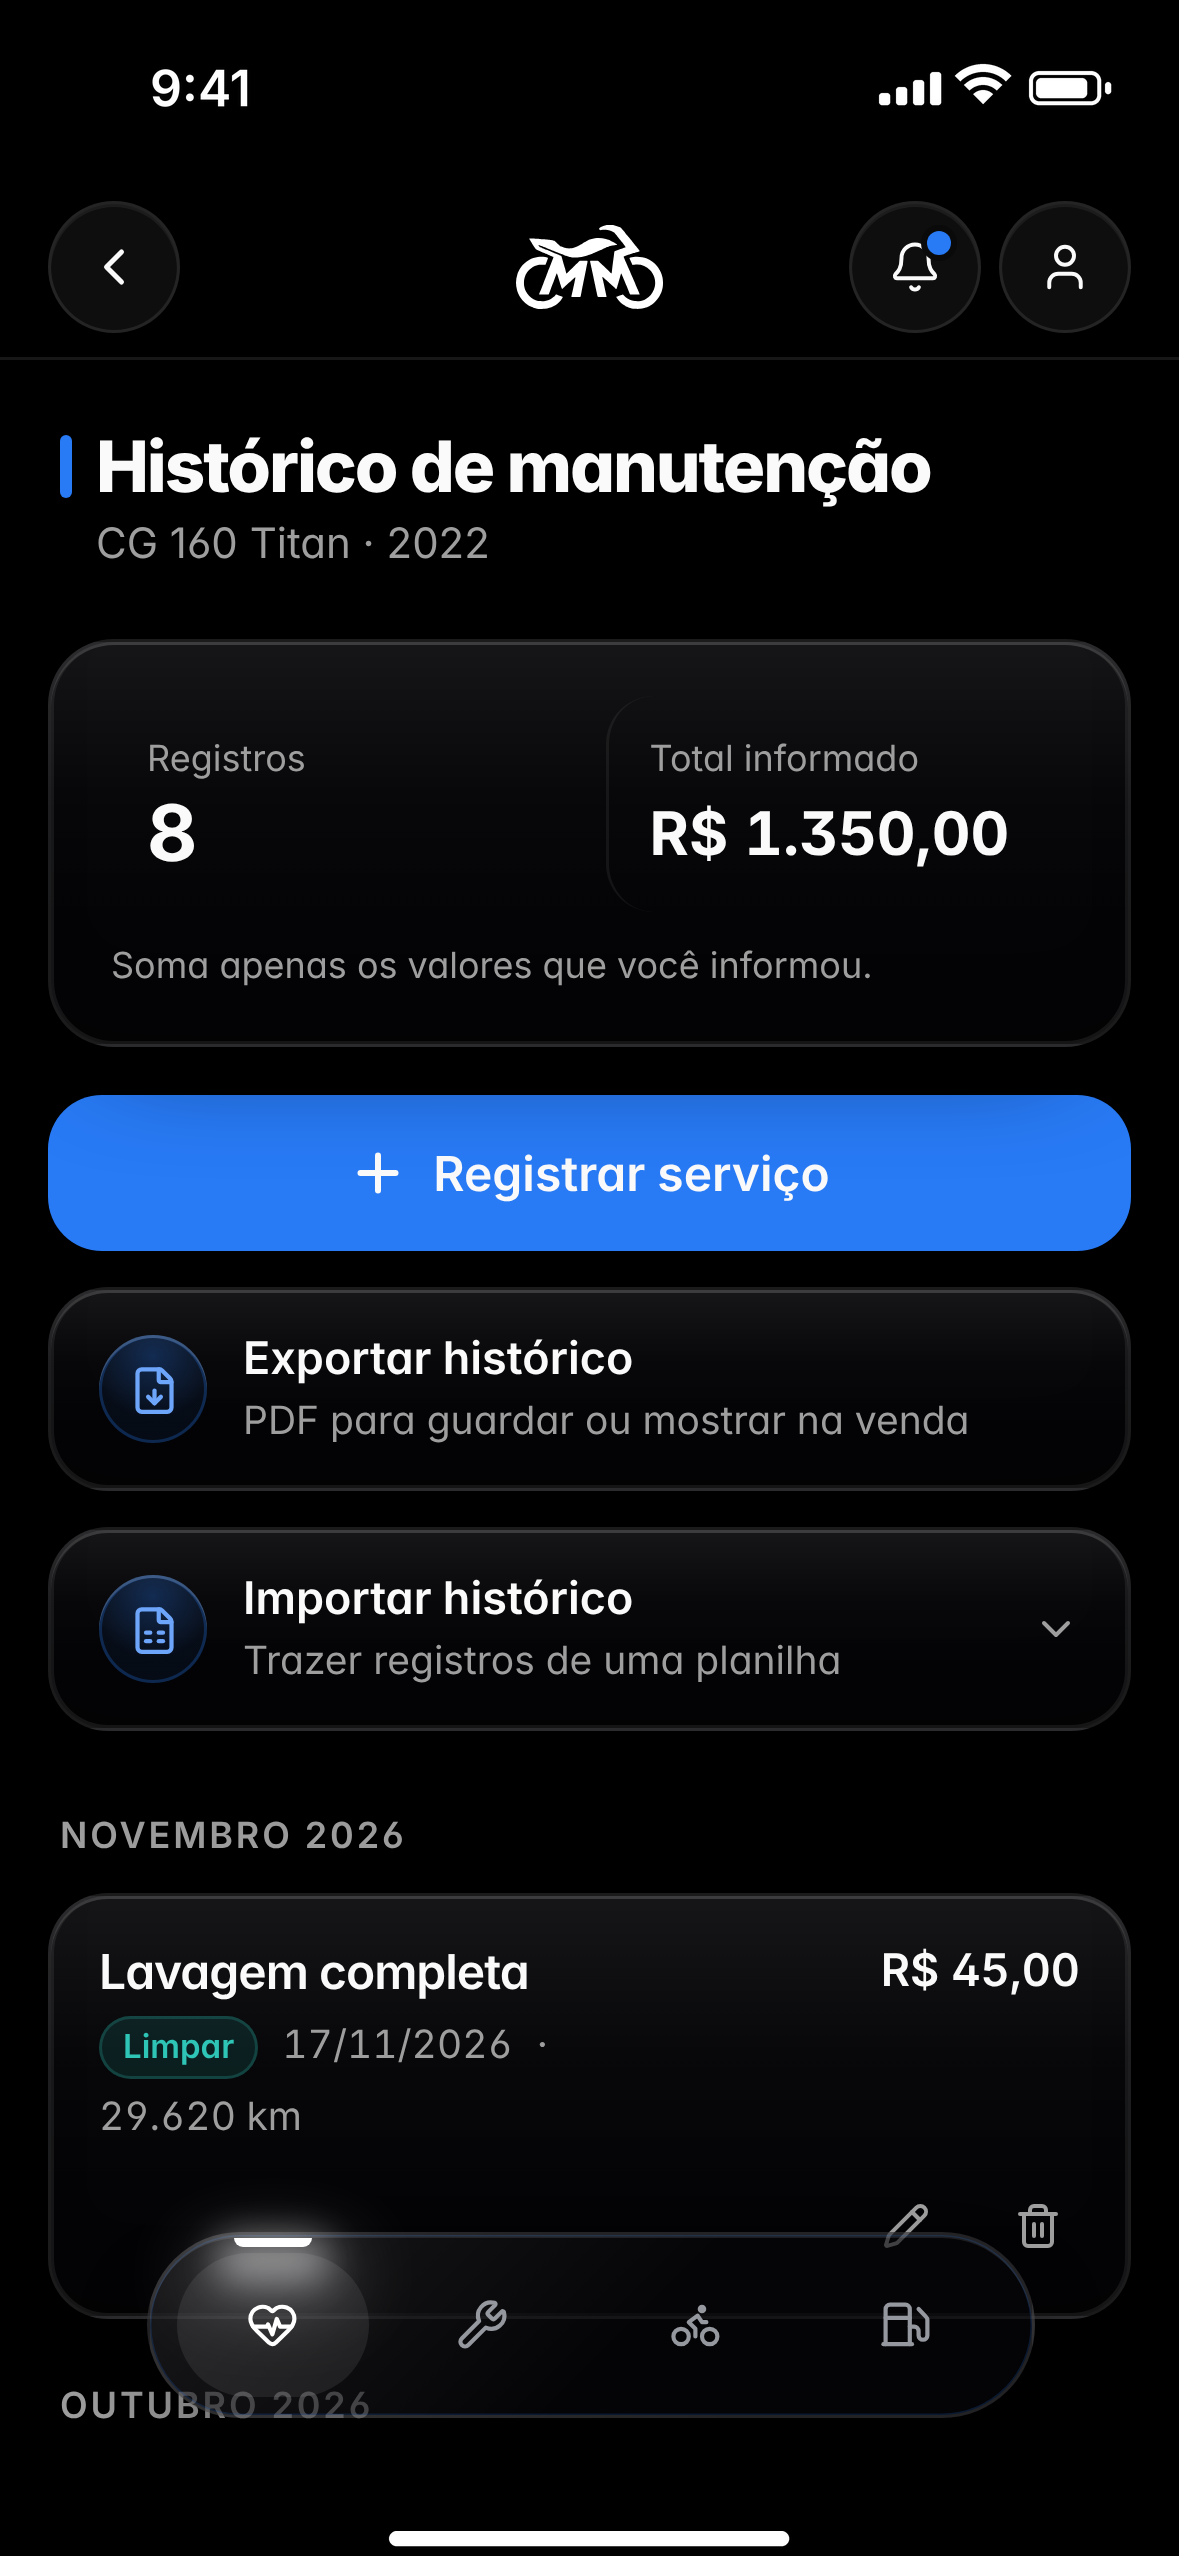 9:41
MM
Histórico de manutenção
CG 160 Titan · 2022
Registros
Total informado
8
R$ 1.350,00
Soma apenas os valores que você informou.
+ Registrar serviço
Exportar histórico
PDF para guardar ou mostrar na venda
Importar histórico
Trazer registros de uma planilha
NOVEMBRO 2026
Lavagem completa
R$ 45,00
Limpar 17/11/2026 ·
29.620 km
OUTUBRO 2026